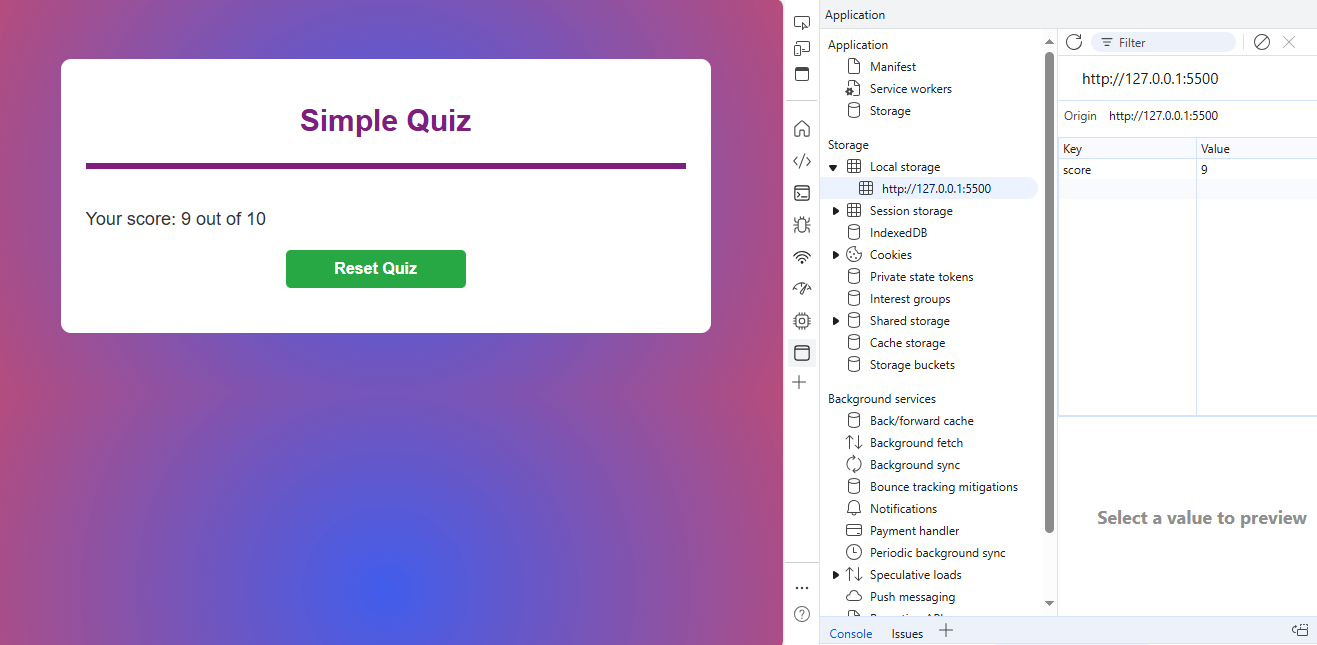 Simple Quiz
Your score: 9 out of 10
Reset Quiz
Application
Application
Manifest
Service workers
Storage
Storage
Local storage
http://127.0.0.1:5500
Session storage
IndexedDB
Cookies
Private state tokens
Interest groups
Shared storage
Cache storage
Storage buckets
Background services
Back/forward cache
Background fetch
Background sync
Bounce tracking mitigations
Notifications
Payment handler
Periodic background sync
Speculative loads
Push messaging
Filter
http://127.0.0.1:5500
Origin http://127.0.0.1:5500
Key Value
score 9
Select a value to preview
Console Issues